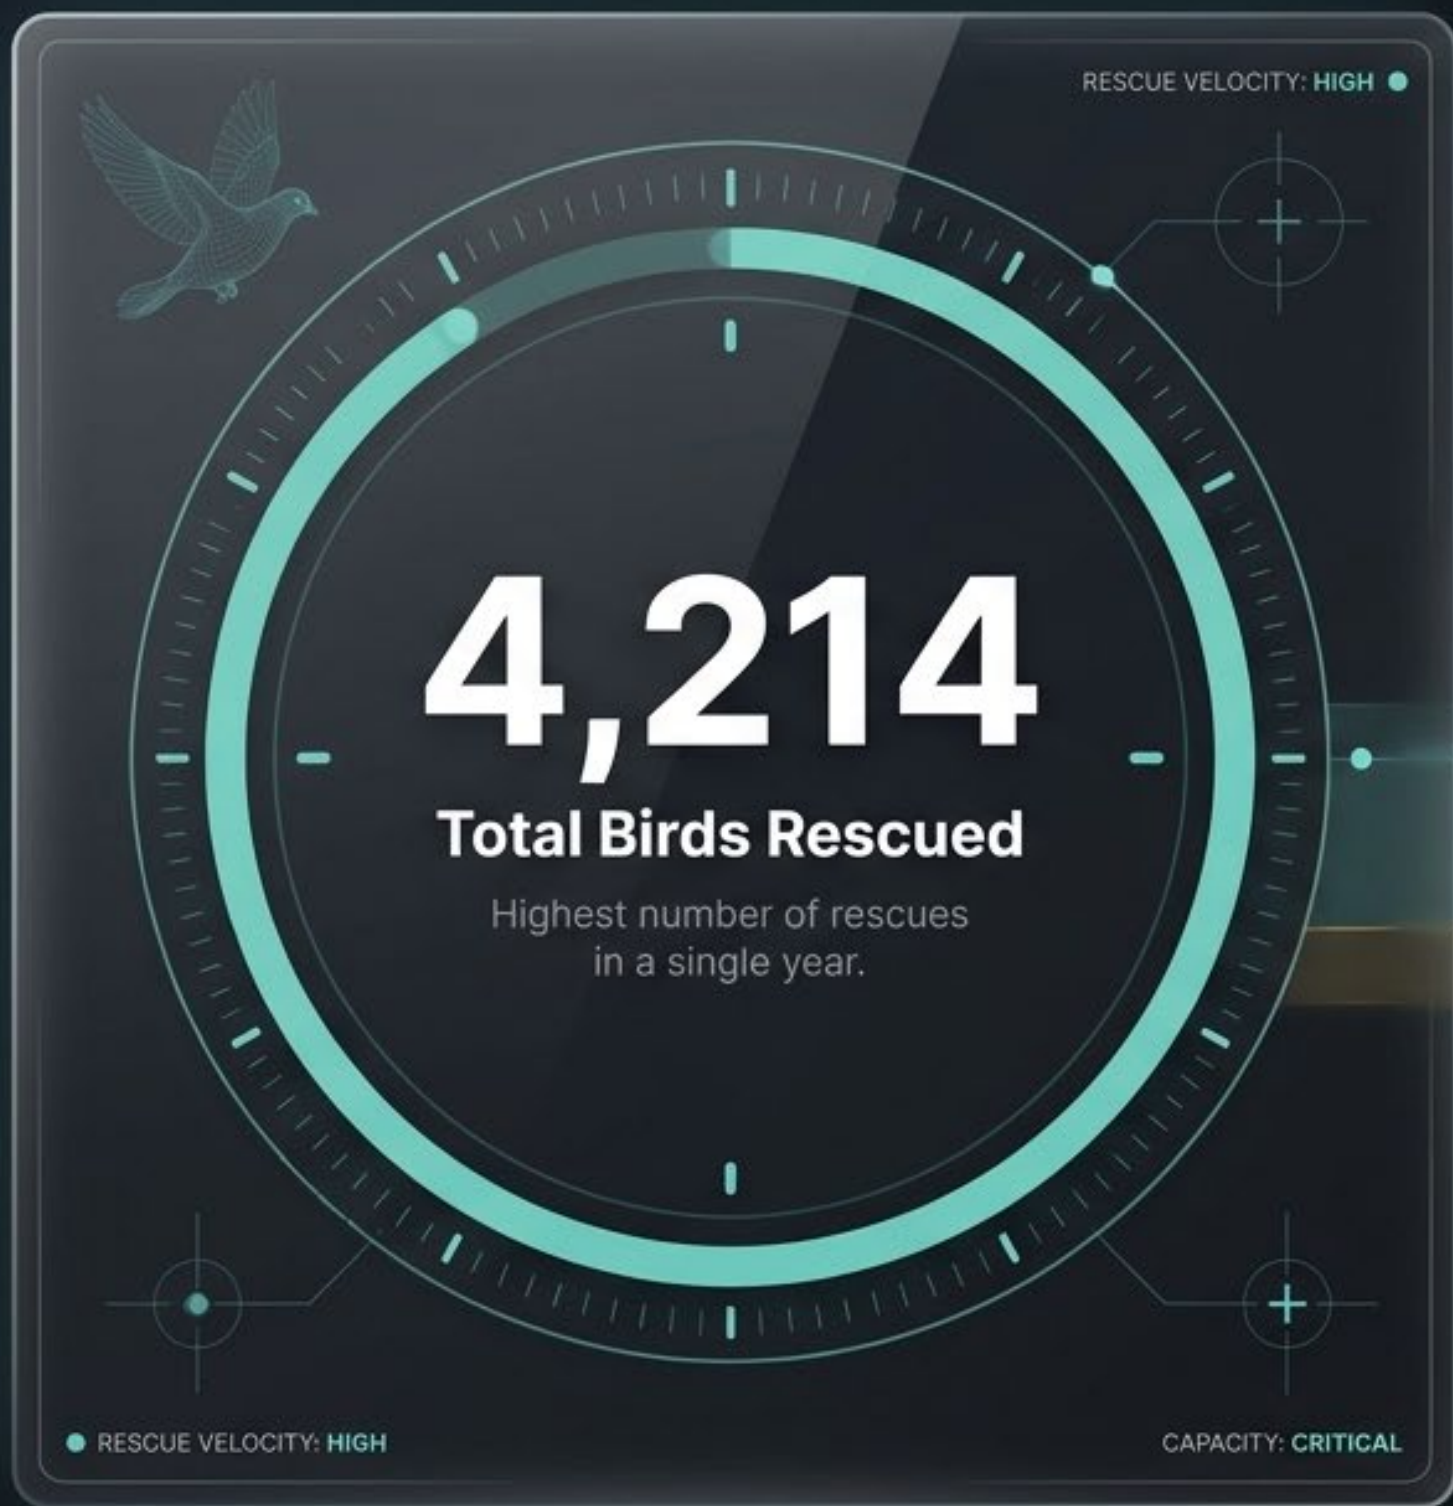 RESCUE VELOCITY: HIGH
4,214
Total Birds Rescued
Highest number of rescues
in a single year.
RESCUE VELOCITY: HIGH
CAPACITY: CRITICAL